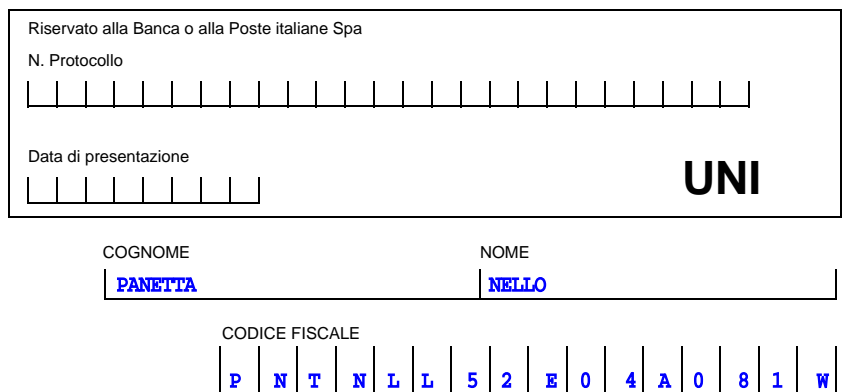 Riservato alla Banca o alla Poste italiane Spa
N. Protocollo
Data di presentazione
UNI
COGNOME NOME
PANETTA NELLO
CODICE FISCALE
P N T N L L 5 2 E 0 4 A 0 8 1 W